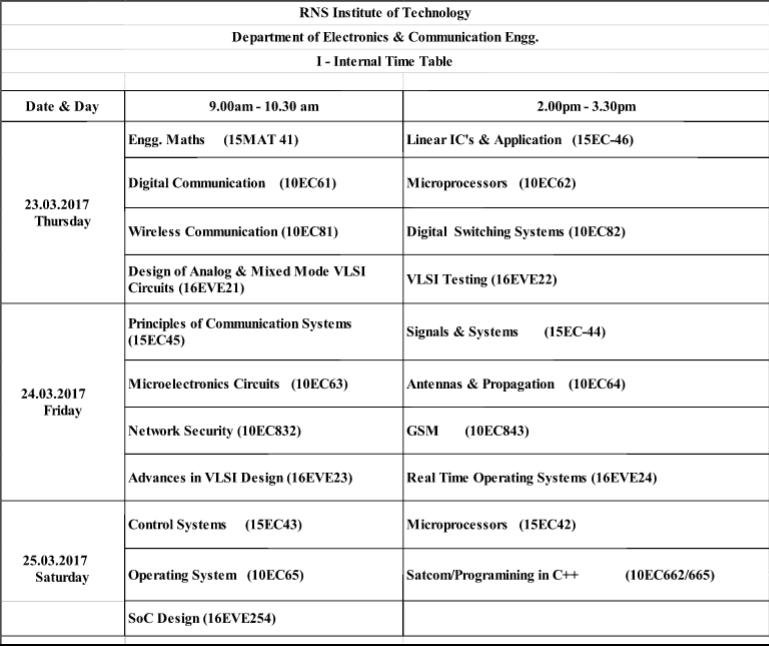 RNS Institute of Technology
Department of Electronics & Communication Engg.
I - Internal Time Table
Date & Day 9.00am - 10.30 am 2.00pm - 3.30pm
23.03.2017
Thursday
Engg. Maths (15MAT 41) Linear IC's & Application (15EC-46)
Digital Communication (10EC61) Microprocessors (10EC62)
Wireless Communication (10EC81) Digital Switching Systems (10EC82)
Design of Analog & Mixed Mode VLSI
Circuits (16EVE21)
VLSI Testing (16EVE22)
24.03.2017
Friday
Principles of Communication Systems
(15EC45)
Signals & Systems (15EC-44)
Microelectronics Circuits (10EC63) Antennas & Propagation (10EC64)
Network Security (10EC832) GSM (10EC843)
Advances in VLSI Design (16EVE23) Real Time Operating Systems (16EVE24)
25.03.2017
Saturday
Control Systems (15EC43) Microprocessors (15EC42)
Operating System (10EC65) Satcom/Programining in C++ (10EC662/665)
SoC Design (16EVE254)